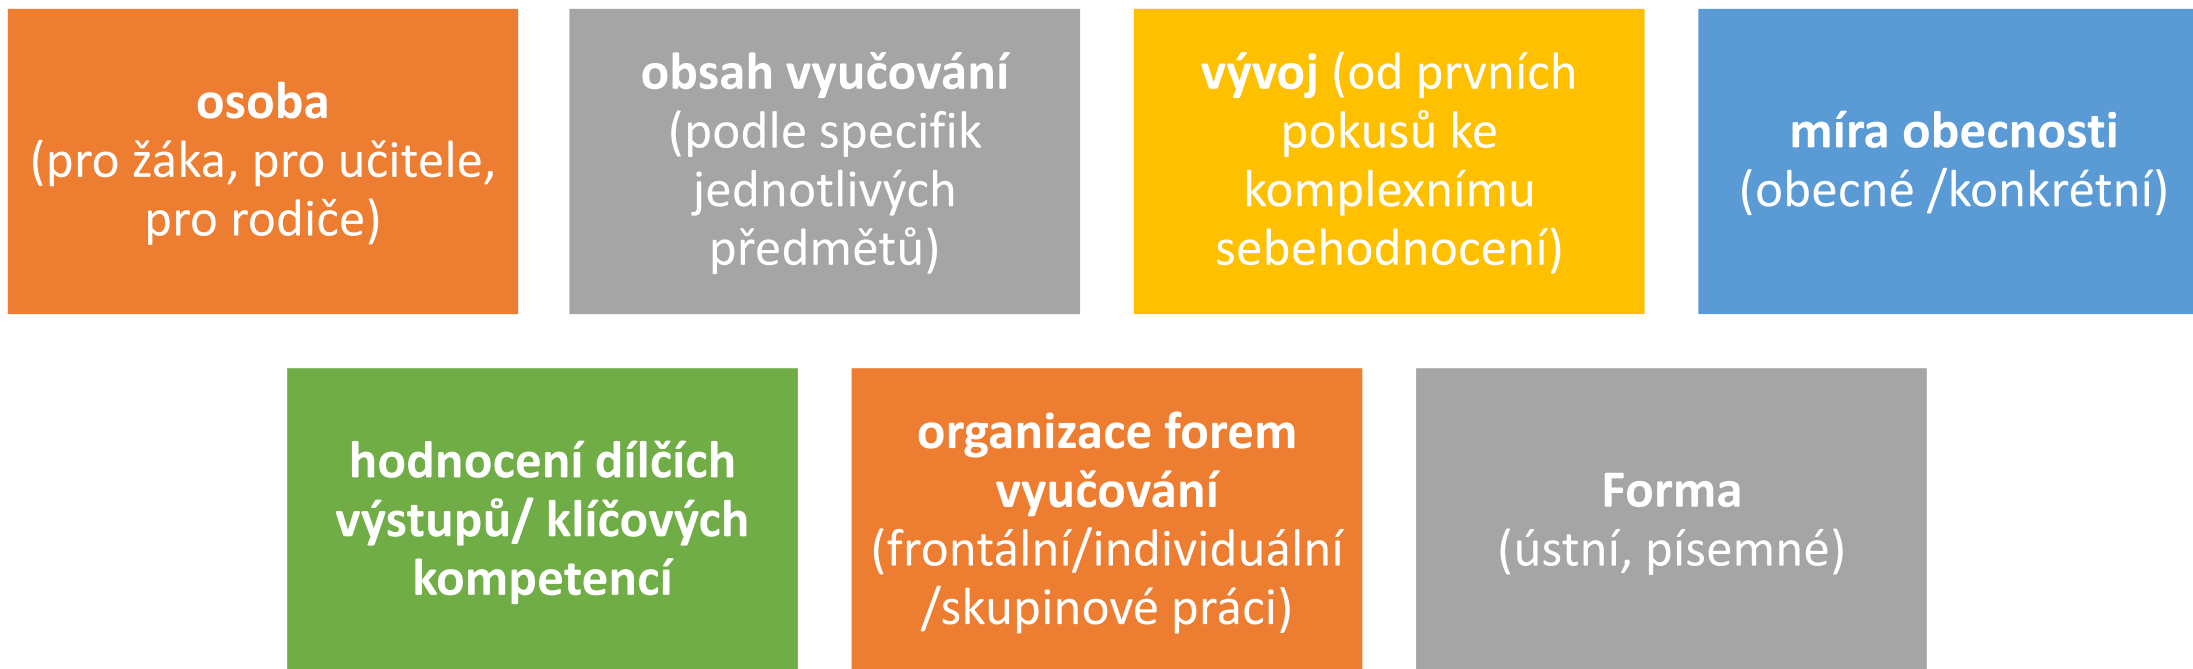 osoba
(pro žáka, pro učitele,
pro rodiče)
obsah vyučování
(podle specifik
jednotlivých
předmětů)
vývoj (od prvních
pokusů ke
komplexnímu
sebehodnocení)
míra obecnosti
(obecné /konkrétní)
hodnocení dílčích
výstupů/ klíčových
kompetencí
organizace forem
vyučování
(frontální/individuální
/skupinové práci)
Forma
(ústní, písemné)